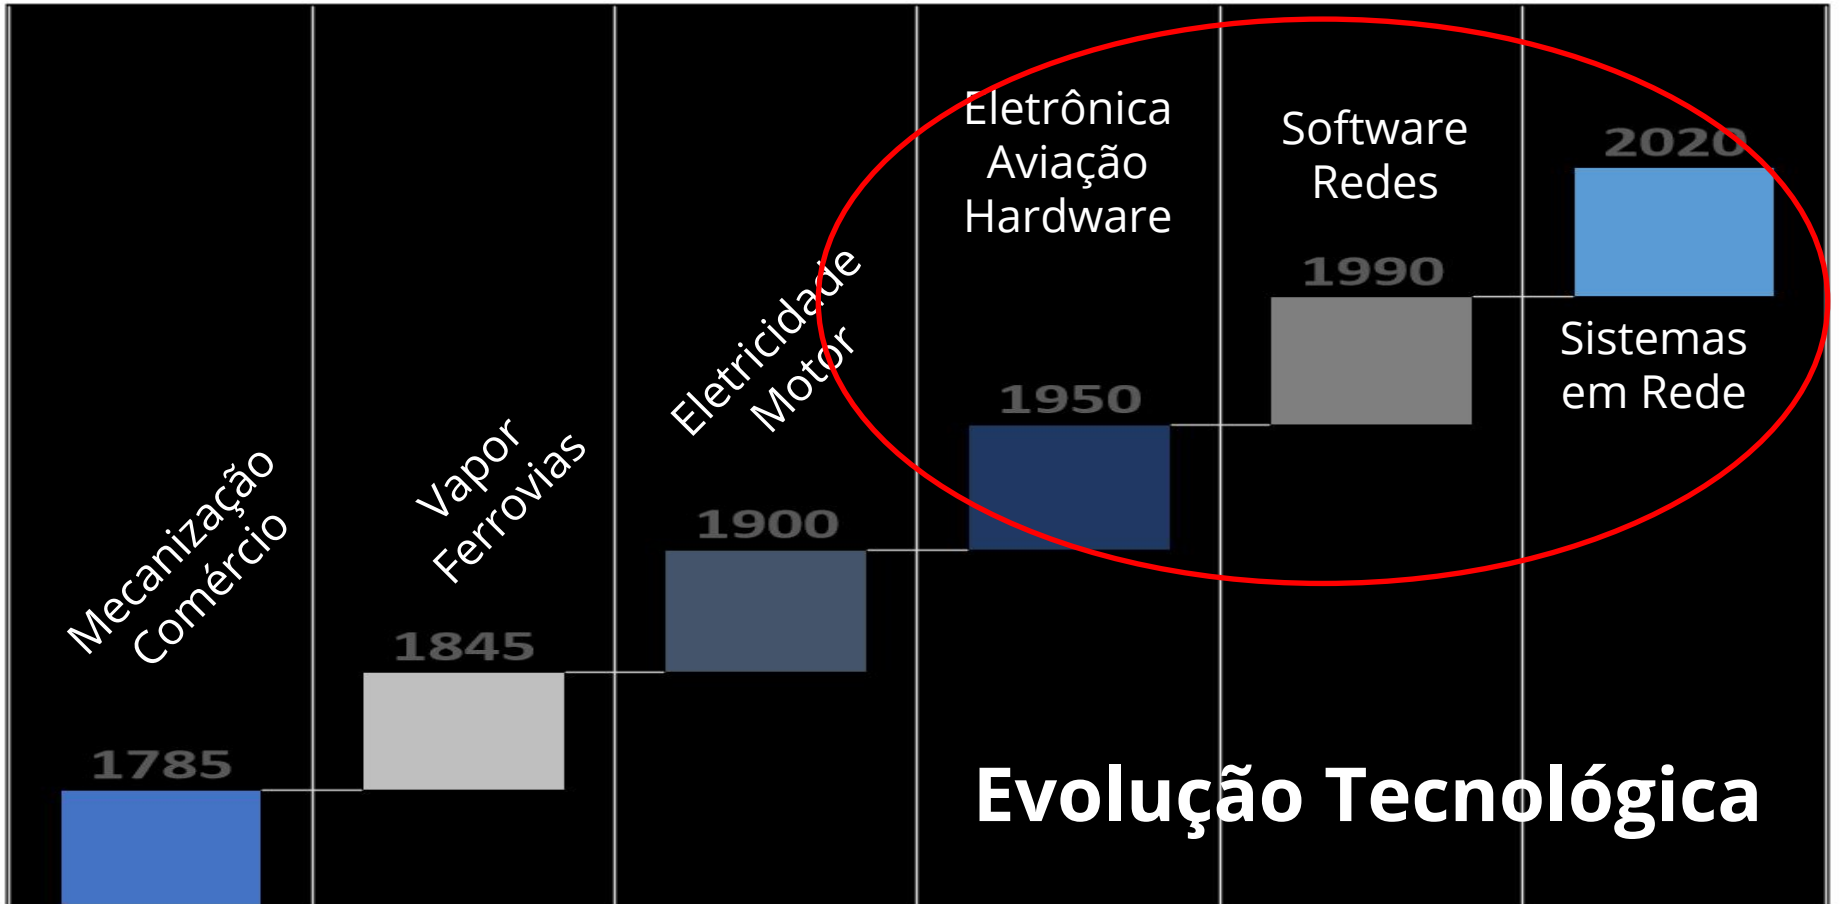 Mecanização
Comércio
1785
Vapor
Ferrovias
1845
Eletricidade
Motor
1900
Eletrônica
Aviação
Hardware
1950
Software
Redes
1990
2020
Sistemas
em Rede
Evolução Tecnológica